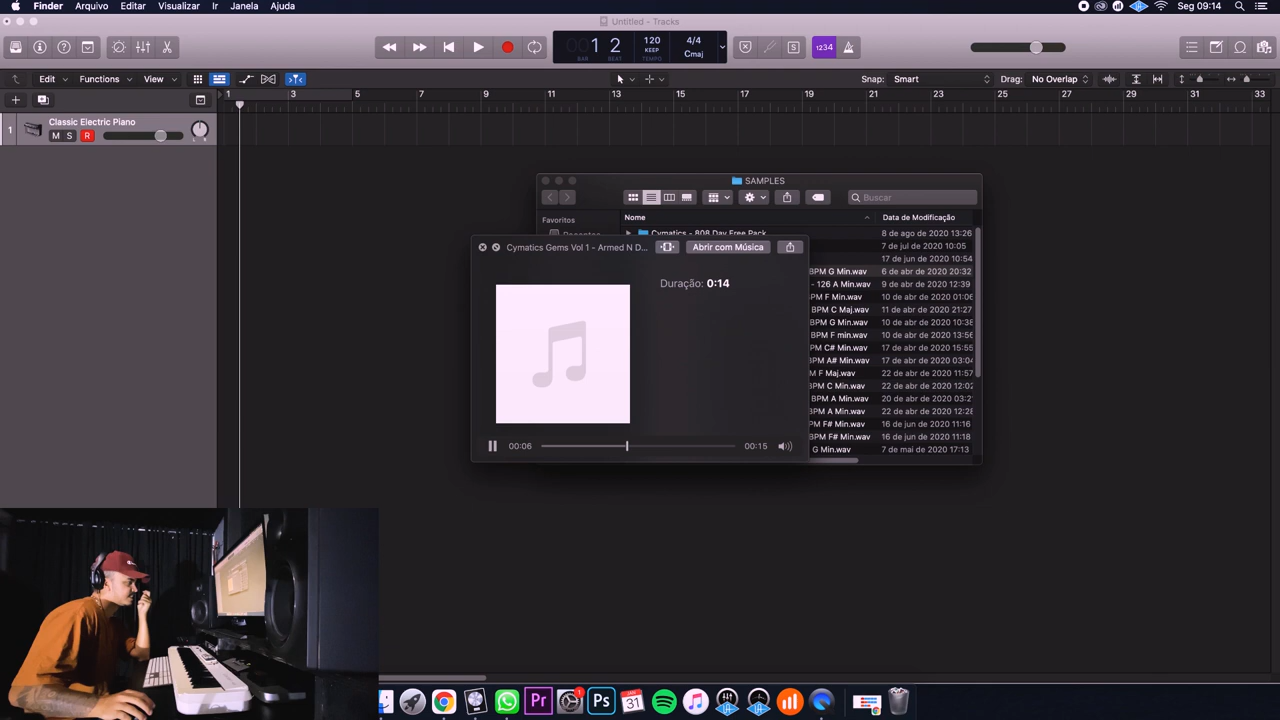 Finder Arquivo Editar Visualizar Ir Janela Ajuda Seg 09:14
Untitled - Tracks
1 2 120 4/4
BAR BEAT KEEP TEMPO Cmaj
1234
Edit Functions View Snap: Smart Drag: No Overlap
1 3 5 7 9 11 13 15 17 19 21 23 25 27 29 31 33
1 Classic Electric Piano
M S R
L R
SAMPLES
Buscar
Favoritos Nome Data de Modificação
Recentes Cymatics - 808 Day Free Pack 8 de ago de 2020 13:26
7 de jul de 2020 10:05
17 de jun de 2020 10:54
BPM G Min.wav 6 de abr de 2020 20:32
- 126 A Min.wav 9 de abr de 2020 12:39
PM F Min.wav 10 de abr de 2020 01:06
BPM C Maj.wav 11 de abr de 2020 21:27
BPM G Min.wav 10 de abr de 2020 10:38
BPM F min.wav 10 de abr de 2020 13:56
PM C# Min.wav 17 de abr de 2020 15:55
BPM A# Min.wav 17 de abr de 2020 03:04
M F Maj.wav 22 de abr de 2020 11:57
BPM C Min.wav 22 de abr de 2020 12:02
BPM A Min.wav 20 de abr de 2020 03:2
BPM A Min.wav 22 de abr de 2020 12:28
PM F# Min.wav 16 de jun de 2020 11:16
BPM F# Min.wav 16 de jun de 2020 11:18
G Min.wav 7 de mai de 2020 17:13
Cymatics Gems Vol 1 - Armed N D... Abrir com Música
Duração: 0:14
00:06 00:15
Pr 1 Ps JAN 31